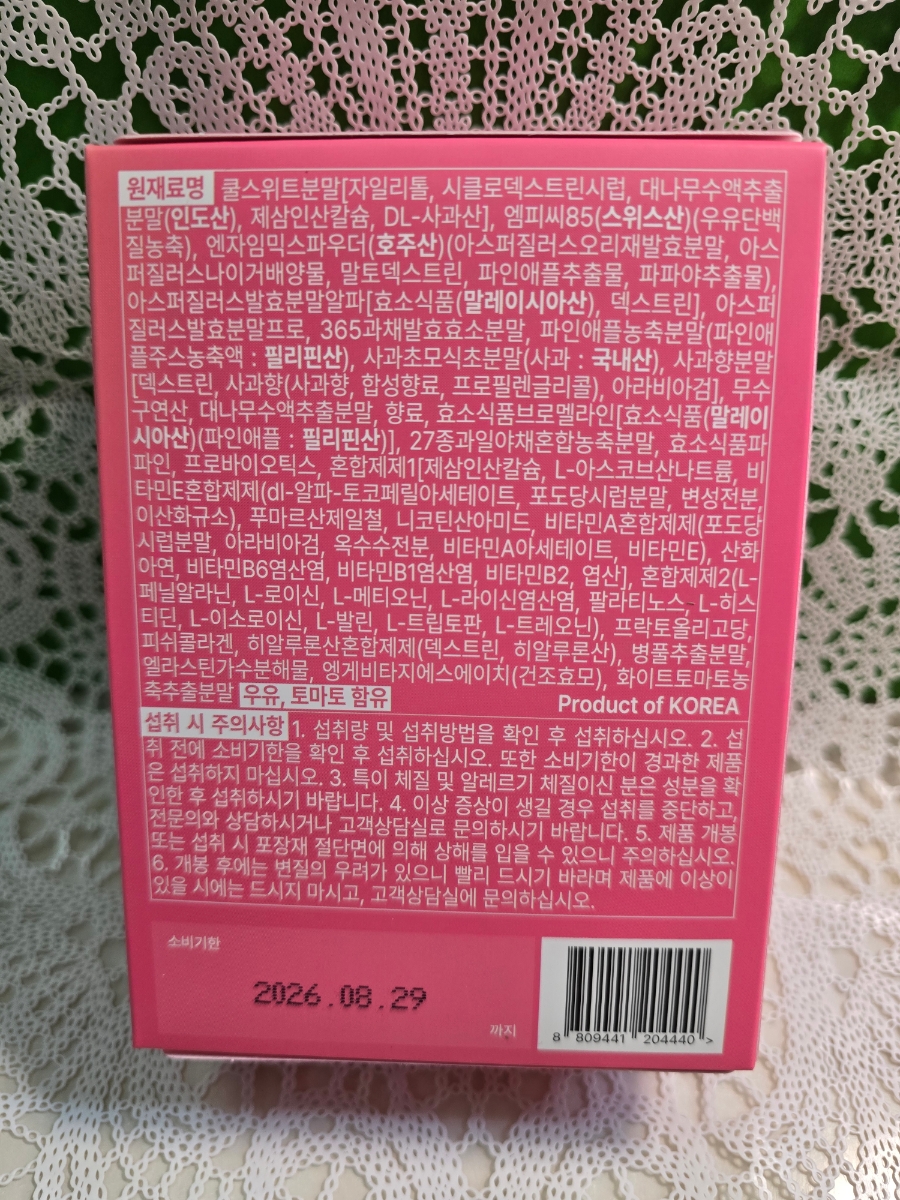 원재료명 쿨스위트분말[자일리톨, 시클로덱스트린시럽, 대나무수액추출
분말(인도산), 제삼인산칼슘, DL-사과산], 엠피씨85(스위스산)(우유단백
질농축), 엔자임믹스파우더(호주산)(아스퍼질러스오리재발효분말, 아스
퍼질러스나이거배양물, 말토덱스트린, 파인애플추출물, 파파야추출물),
아스퍼질러스발효분말알파[효소식품(말레이시아산), 덱스트린], 아스퍼
질러스발효분말프로, 365과채발효효소분말, 파인애플농축분말(파인애
플주스농축액 : 필리핀산), 사과초모식초분말(사과 : 국내산), 사과향분말
[덱스트린, 사과향(사과향, 합성향료, 프로필렌글리콜), 아라비아검], 무수
구연산, 대나무수액추출분말, 향료, 효소식품브로멜라인[효소식품(말레이
시아산)(파인애플 : 필리핀산)], 27종과일야채혼합농축분말, 효소식품파
파인, 프로바이오틱스, 혼합제제1[제삼인산칼슘, L-아스코브산나트륨, 비
타민E혼합제제(dl-알파-토코페릴아세테이트, 포도당시럽분말, 변성전분,
이산화규소), 푸마르산제일철, 니코틴산아미드, 비타민A혼합제제(포도당
시럽분말, 아라비아검, 옥수수전분, 비타민A아세테이트, 비타민E), 산화
아연, 비타민B6염산염, 비타민B1염산염, 비타민B2, 엽산], 혼합제제2(L-
페닐알라닌, L-로이신, L-메티오닌, L-라이신염산염, 팔라티노스, L-히스
티딘, L-이소로이신, L-발린, L-트립토판, L-트레오닌), 프락토올리고당,
피쉬콜라겐, 히알루론산혼합제제(덱스트린, 히알루론산), 병풀추출분말,
엘라스틴가수분해물, 엥게비타지에스에이치(건조효모), 화이트토마토농
축추출분말 우유, 토마토 함유 Product of KOREA
섭취 시 주의사항 1. 섭취량 및 섭취방법을 확인 후 섭취하십시오. 2. 섭
취 전에 소비기한을 확인 후 섭취하십시오. 또한 소비기한이 경과한 제품
은 섭취하지 마십시오. 3. 특이 체질 및 알레르기 체질이신 분은 성분을 확
인한 후 섭취하시기 바랍니다. 4. 이상 증상이 생길 경우 섭취를 중단하고,
전문의와 상담하시거나 고객상담실로 문의하시기 바랍니다. 5. 제품 개봉
또는 섭취 시 포장재 절단면에 의해 상해를 입을 수 있으니 주의하십시오.
6. 개봉 후에는 변질의 우려가 있으니 빨리 드시기 바라며 제품에 이상이
있을 시에는 드시지 마시고, 고객상담실에 문의하십시오.
소비기한
2026.08.29
까지
8 809441 204440 >